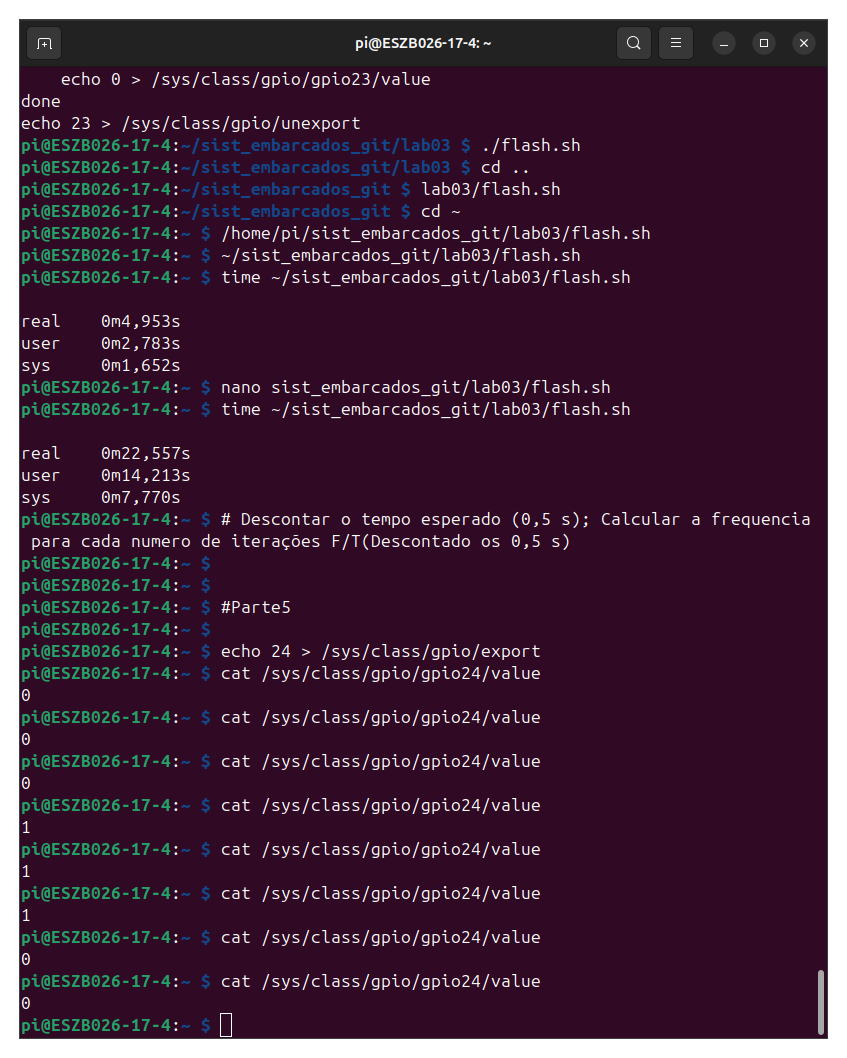 pi@ESZB026-17-4: ~
    echo 0 > /sys/class/gpio/gpio23/value
done
echo 23 > /sys/class/gpio/unexport
pi@ESZB026-17-4:~/sist_embarcados_git/lab03 $ ./flash.sh
pi@ESZB026-17-4:~/sist_embarcados_git/lab03 $ cd ..
pi@ESZB026-17-4:~/sist_embarcados_git $ lab03/flash.sh
pi@ESZB026-17-4:~/sist_embarcados_git $ cd ~
pi@ESZB026-17-4:~ $ /home/pi/sist_embarcados_git/lab03/flash.sh
pi@ESZB026-17-4:~ $ ~/sist_embarcados_git/lab03/flash.sh
pi@ESZB026-17-4:~ $ time ~/sist_embarcados_git/lab03/flash.sh

real    0m4,953s
user    0m2,783s
sys     0m1,652s
pi@ESZB026-17-4:~ $ nano sist_embarcados_git/lab03/flash.sh
pi@ESZB026-17-4:~ $ time ~/sist_embarcados_git/lab03/flash.sh

real    0m22,557s
user    0m14,213s
sys     0m7,770s
pi@ESZB026-17-4:~ $ # Descontar o tempo esperado (0,5 s); Calcular a frequencia
 para cada numero de iterações F/T(Descontado os 0,5 s)
pi@ESZB026-17-4:~ $
pi@ESZB026-17-4:~ $
pi@ESZB026-17-4:~ $ #Parte5
pi@ESZB026-17-4:~ $
pi@ESZB026-17-4:~ $ echo 24 > /sys/class/gpio/export
pi@ESZB026-17-4:~ $ cat /sys/class/gpio/gpio24/value
0
pi@ESZB026-17-4:~ $ cat /sys/class/gpio/gpio24/value
0
pi@ESZB026-17-4:~ $ cat /sys/class/gpio/gpio24/value
0
pi@ESZB026-17-4:~ $ cat /sys/class/gpio/gpio24/value
1
pi@ESZB026-17-4:~ $ cat /sys/class/gpio/gpio24/value
1
pi@ESZB026-17-4:~ $ cat /sys/class/gpio/gpio24/value
1
pi@ESZB026-17-4:~ $ cat /sys/class/gpio/gpio24/value
0
pi@ESZB026-17-4:~ $ cat /sys/class/gpio/gpio24/value
0
pi@ESZB026-17-4:~ $